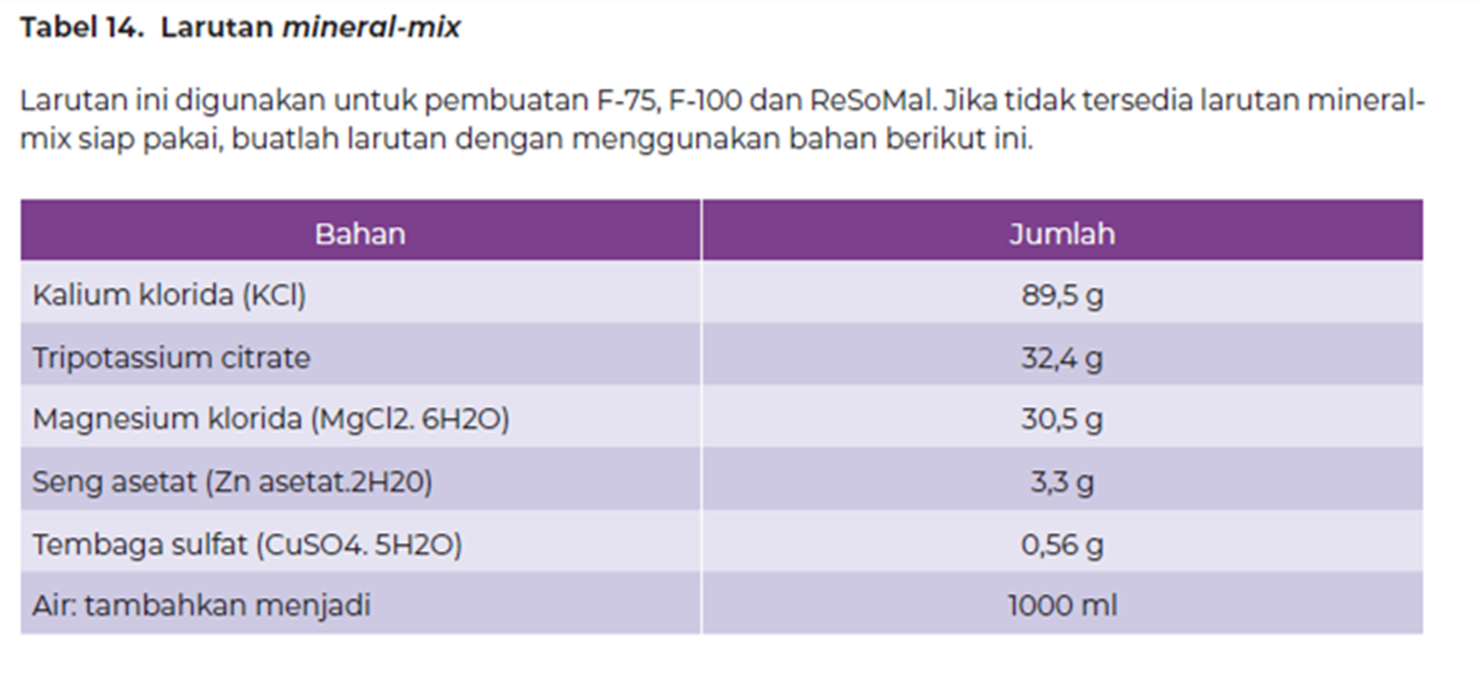 Tabel 14. Larutan mineral-mix
Larutan ini digunakan untuk pembuatan F-75, F-100 dan ReSoMal. Jika tidak tersedia larutan mineral-
mix siap pakai, buatlah larutan dengan menggunakan bahan berikut ini.
Bahan Jumlah
Kalium klorida (KCl) 89,5 g
Tripotassium citrate 32,4 g
Magnesium klorida (MgCl2. 6H2O) 30,5 g
Seng asetat (Zn asetat.2H20) 3,3 g
Tembaga sulfat (CuSO4. 5H2O) 0,56 g
Air: tambahkan menjadi 1000 ml